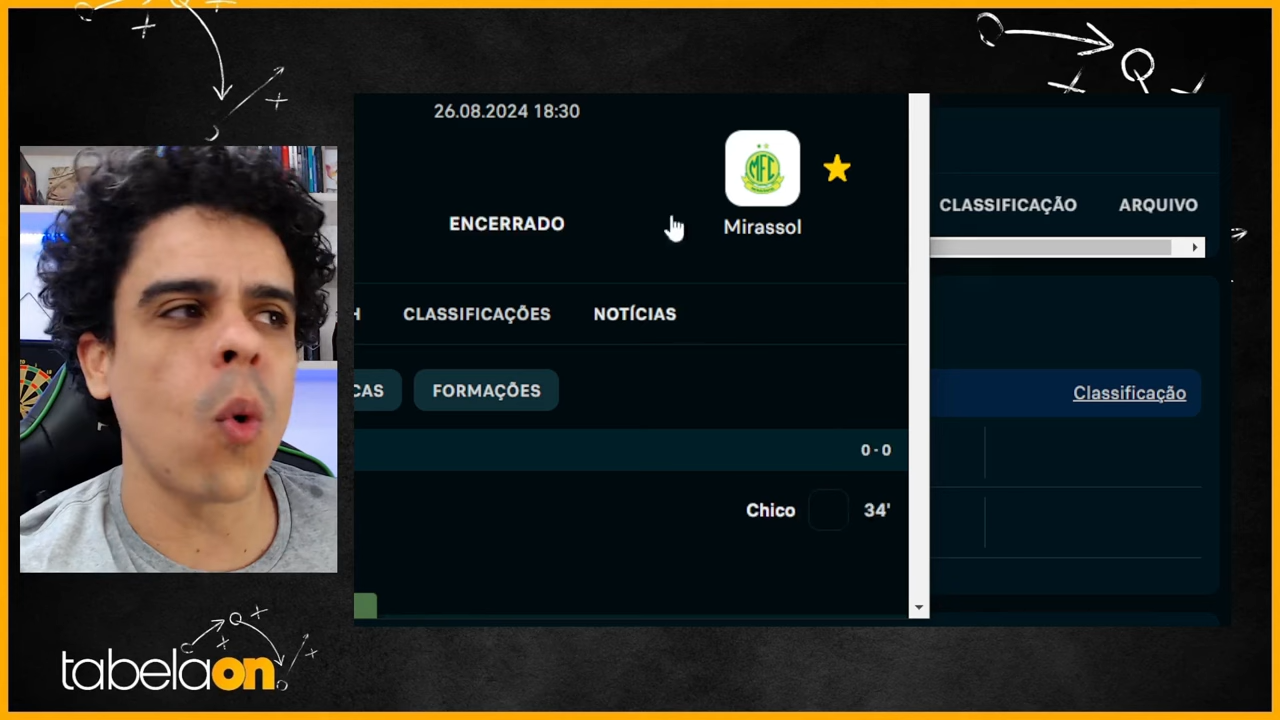 26.08.2024 18:30
ENCERRADO
Mirassol
MFC
CLASSIFICAÇÃO ARQUIVO
H CLASSIFICAÇÕES NOTÍCIAS
CAS FORMAÇÕES
Classificação
0 - 0
Chico 34'
tabelaon